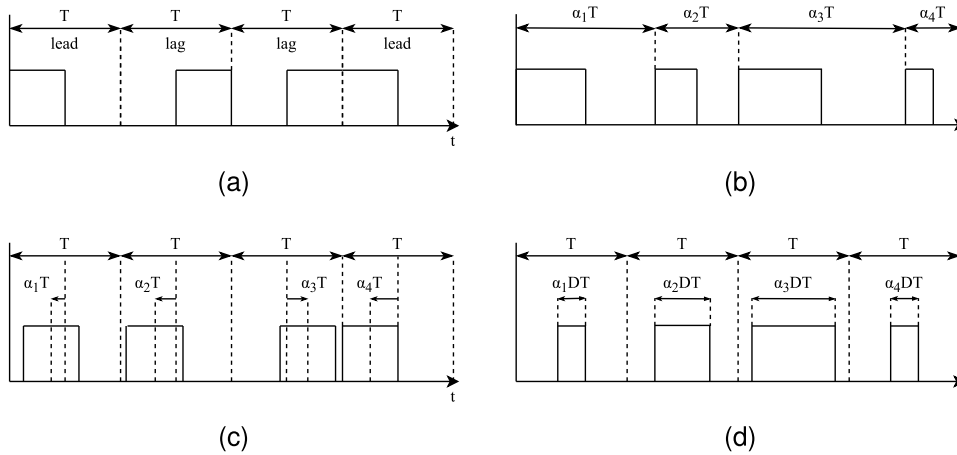 T T T T
lead lag lag lead
t
(a)
α₁T α₂T α₃T α₄T
(b)
T T T T
α₁T α₂T α₃T α₄T
t
(c)
T T T T
α₁DT α₂DT α₃DT α₄DT
(d)